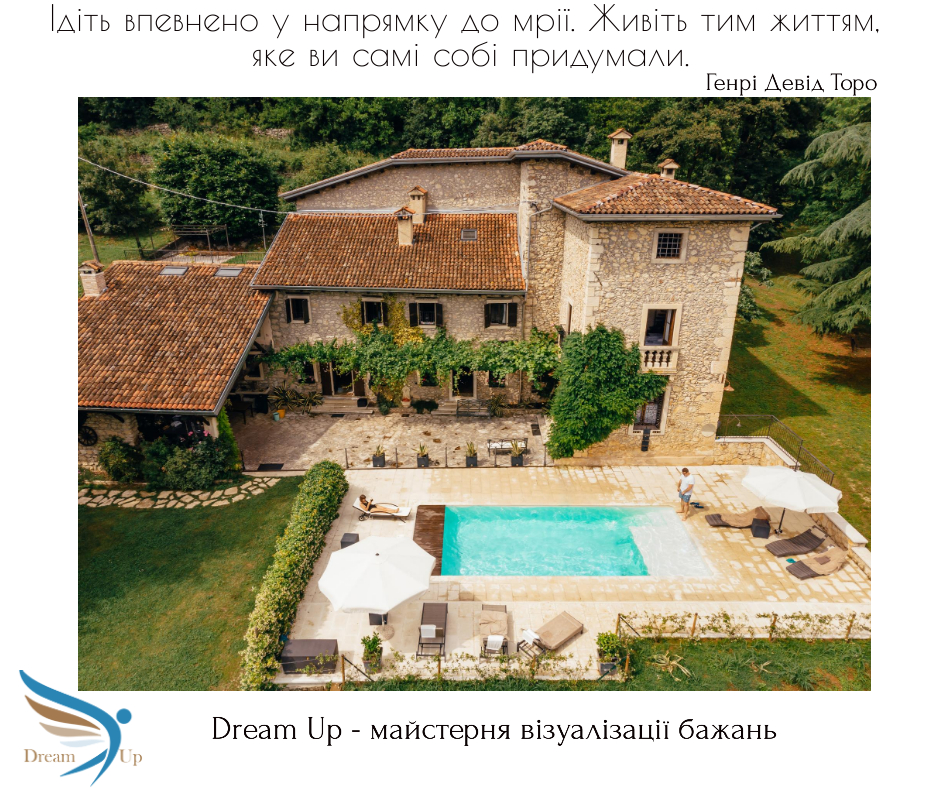 Ідіть впевнено у напрямку до мрії. Живіть тим життям,
яке ви самі собі придумали.
Генрі Девід Торо
Dream Up
Dream Up - майстерня візуалізації бажань